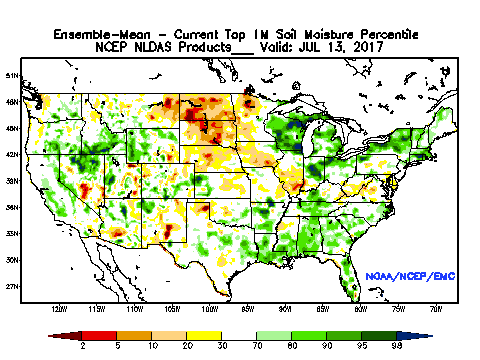 Ensemble-Mean - Current Top 1M Soil Moisture Percentile
NCEP NLDAS Products___ Valid: JUL 13, 2017
51N
48N
45N
42N
39N
36N
33N
30N
27N
NOAA/NCEP/EMC
120W 115W 110W 105W 100W 95W 90W 85W 80W 75W 70W
2 5 10 20 30 70 80 90 95 98